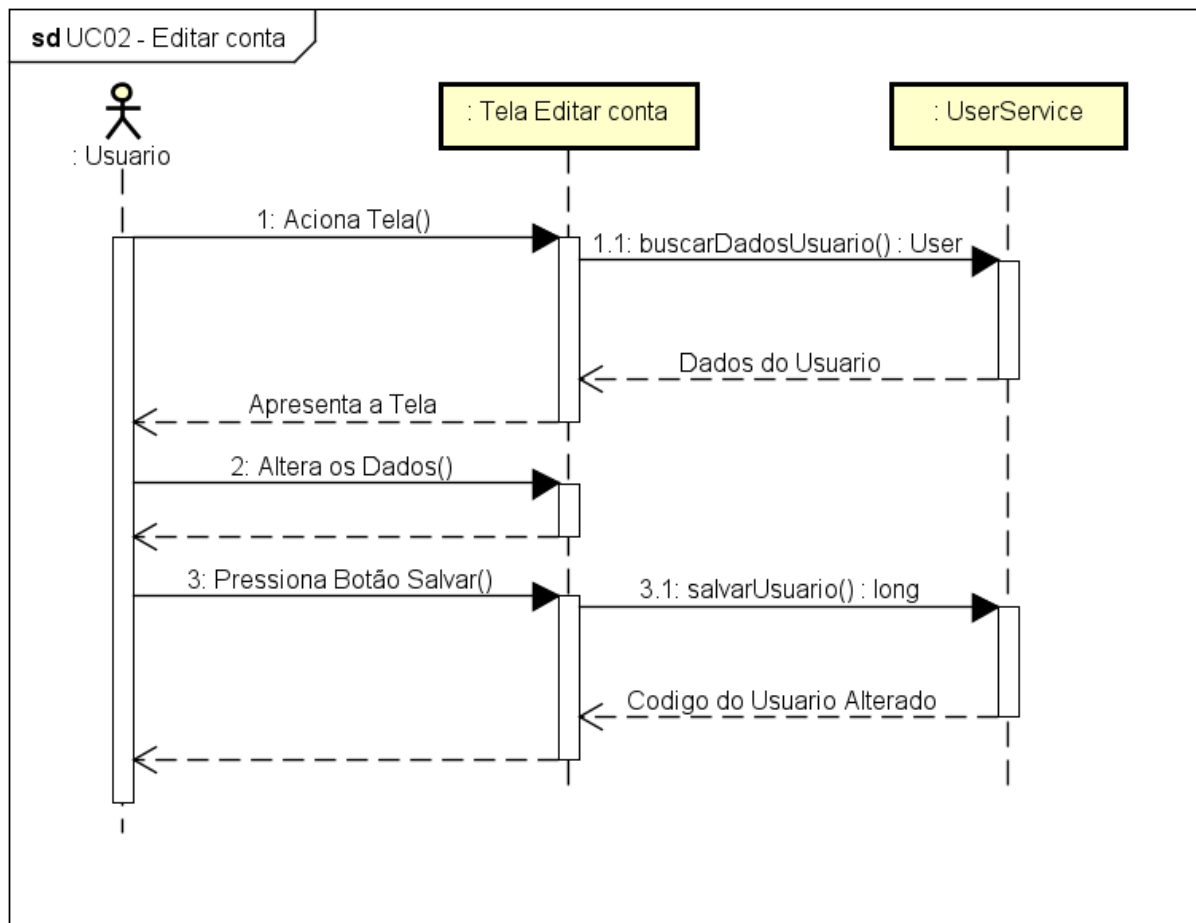 sd UC02 - Editar conta
: Usuario
: Tela Editar conta
: UserService
1: Aciona Tela()
1.1: buscarDadosUsuario() : User
Dados do Usuario
Apresenta a Tela
2: Altera os Dados()
3: Pressiona Botão Salvar()
3.1: salvarUsuario() : long
Codigo do Usuario Alterado